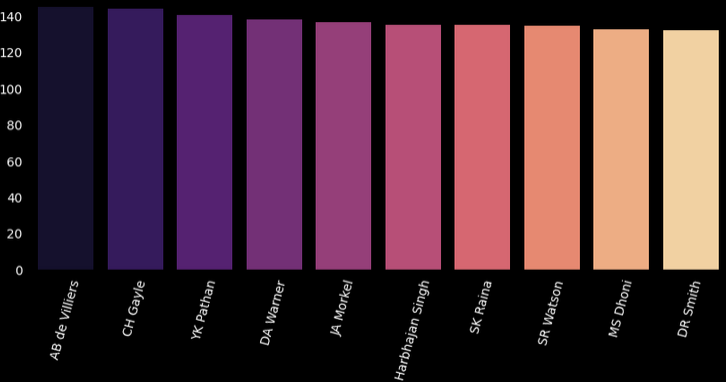 140
120
100
80
60
40
20
0
AB de Villiers
CH Gayle
YK Pathan
DA Warner
JA Morkel
Harbhajan Singh
SK Raina
SR Watson
MS Dhoni
DR Smith